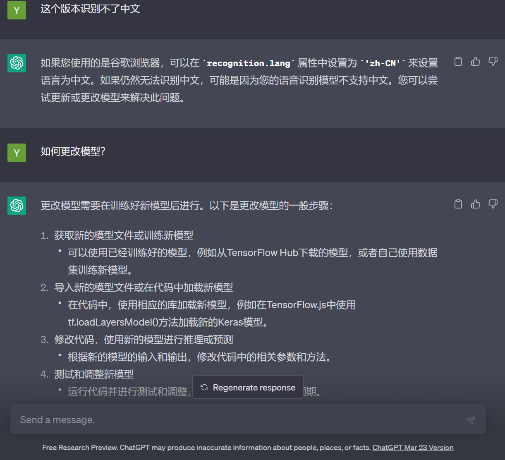 Y
这个版本识别不了中文
如果您使用的是谷歌浏览器，可以在 `recognition.lang` 属性中设置为 `'zh-CN'` 来设置
语言为中文。如果仍然无法识别中文，可能是因为您的语音识别模型不支持中文。您可以
尝试更新或更改模型来解决此问题。
Y
如何更改模型？
更改模型需要在训练好新模型后进行。以下是更改模型的一般步骤：
1. 获取新的模型文件或训练新模型
• 可以使用已经训练好的模型，例如从TensorFlow Hub下载的模型，或者自己使用数据
集训练新模型。
2. 导入新的模型文件或在代码中加载新模型
• 在代码中，使用相应的库加载新模型，例如在TensorFlow.js中使用
tf.loadLayersModel()方法加载新的Keras模型。
3. 修改代码，使用新的模型进行推理或预测
• 根据新的模型的输入和输出，修改代码中的相关参数和方法。
4. 测试和调整新模型
• 运行代码并进行测试和调整， 期。
Regenerate response
Send a message.
Free Research Preview. ChatGPT may produce inaccurate information about people, places, or facts. ChatGPT Mar 23 Version